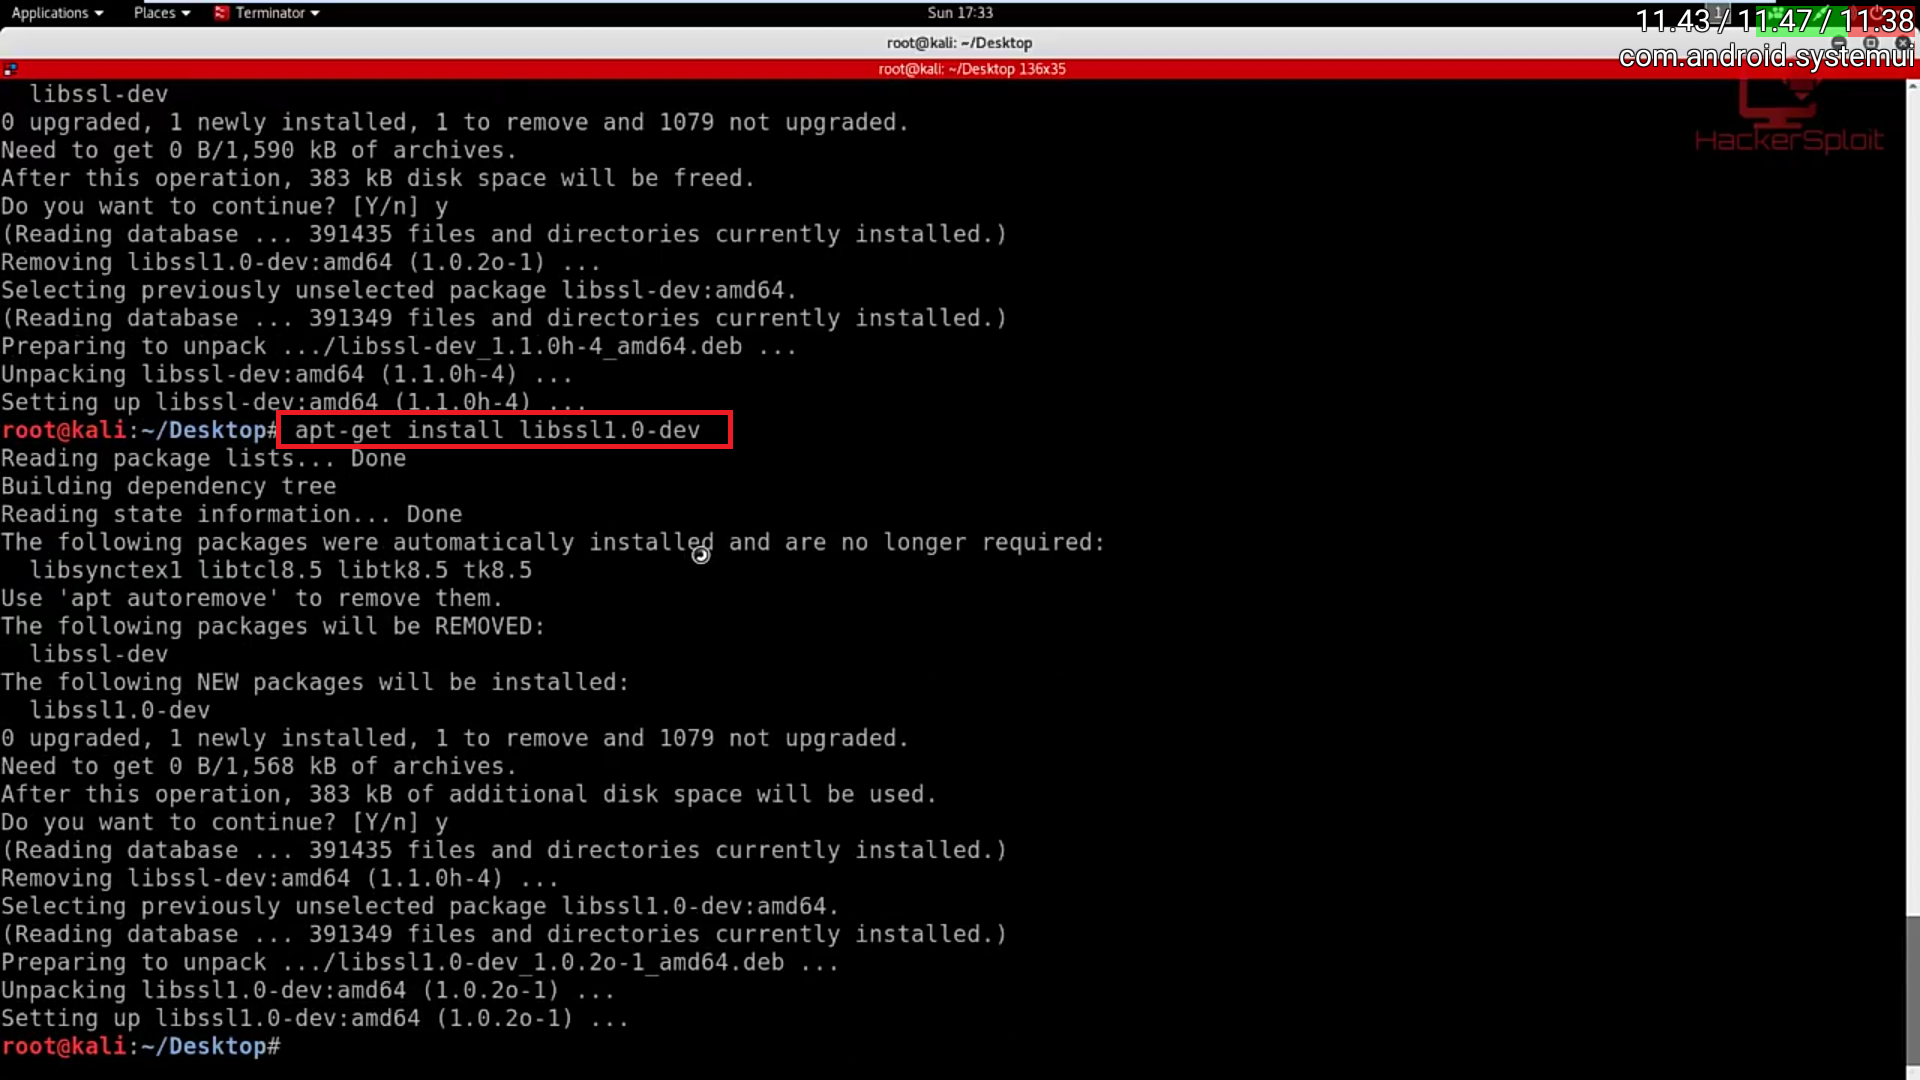 Applications Places Terminator Sun 17:33 1 11.43 / 11.47 / 11.38
root@kali: ~/Desktop com.android.systemui
root@kali: ~/Desktop 136x35
HackerSploit
libssl-dev
0 upgraded, 1 newly installed, 1 to remove and 1079 not upgraded.
Need to get 0 B/1,590 kB of archives.
After this operation, 383 kB disk space will be freed.
Do you want to continue? [Y/n] y
(Reading database ... 391435 files and directories currently installed.)
Removing libssl1.0-dev:amd64 (1.0.2o-1) ...
Selecting previously unselected package libssl-dev:amd64.
(Reading database ... 391349 files and directories currently installed.)
Preparing to unpack .../libssl-dev_1.1.0h-4_amd64.deb ...
Unpacking libssl-dev:amd64 (1.1.0h-4) ...
Setting up libssl-dev:amd64 (1.1.0h-4) ...
root@kali:~/Desktop# apt-get install libssl1.0-dev
Reading package lists... Done
Building dependency tree
Reading state information... Done
The following packages were automatically installed and are no longer required:
libsynctex1 libtcl8.5 libtk8.5 tk8.5
Use 'apt autoremove' to remove them.
The following packages will be REMOVED:
libssl-dev
The following NEW packages will be installed:
libssl1.0-dev
0 upgraded, 1 newly installed, 1 to remove and 1079 not upgraded.
Need to get 0 B/1,568 kB of archives.
After this operation, 383 kB of additional disk space will be used.
Do you want to continue? [Y/n] y
(Reading database ... 391435 files and directories currently installed.)
Removing libssl-dev:amd64 (1.1.0h-4) ...
Selecting previously unselected package libssl1.0-dev:amd64.
(Reading database ... 391349 files and directories currently installed.)
Preparing to unpack .../libssl1.0-dev_1.0.2o-1_amd64.deb ...
Unpacking libssl1.0-dev:amd64 (1.0.2o-1) ...
Setting up libssl1.0-dev:amd64 (1.0.2o-1) ...
root@kali:~/Desktop#